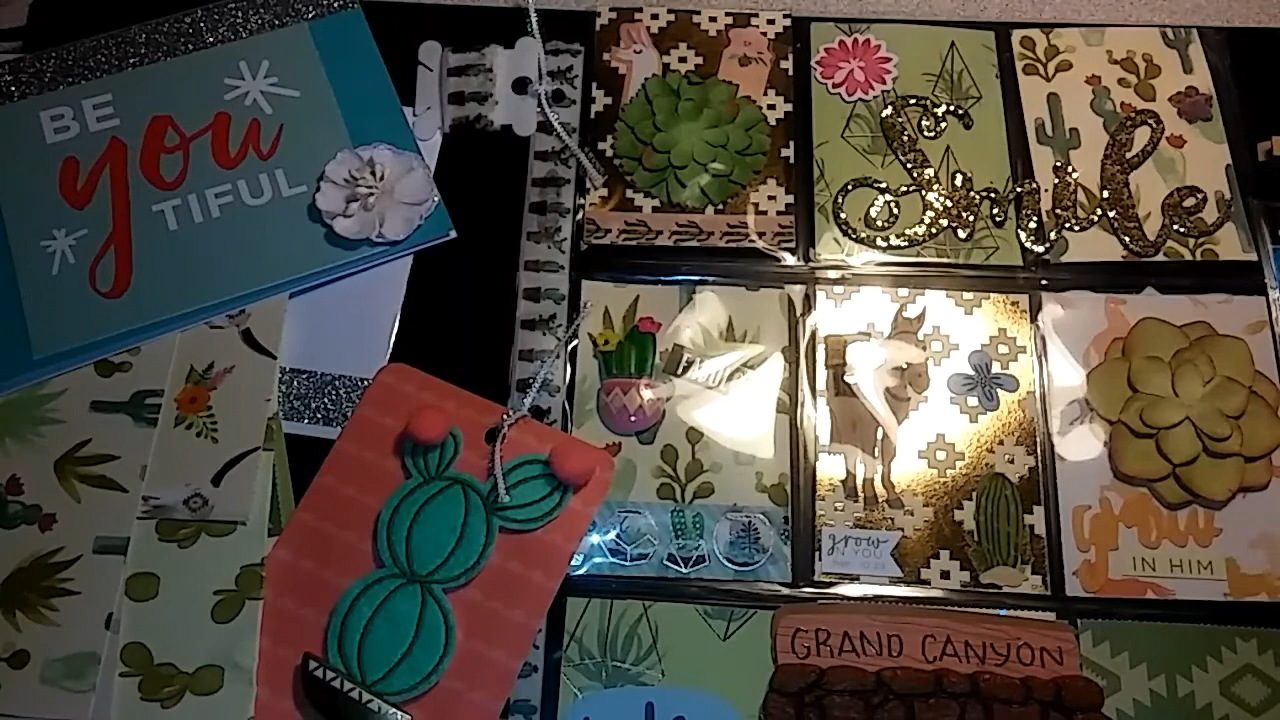 BE
you
TIFUL
Smile
grow
IN YOU
grow
IN HIM
GRAND CANYON